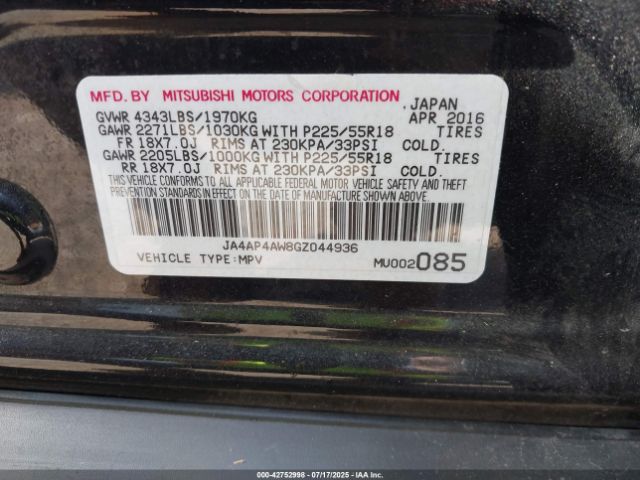 MFD. BY MITSUBISHI MOTORS CORPORATION, JAPAN
GVWR 4343LBS/1970KG APR 2016
GAWR 2271LBS/1030KG WITH P225/55R18 TIRES
FR 18X7.0J RIMS AT 230KPA/33PSI COLD.
GAWR 2205LBS/1000KG WITH P225/55R18 TIRES
RR 18X7.0J RIMS AT 230KPA/33PSI COLD.
THIS VEHICLE CONFORMS TO ALL APPLICABLE FEDERAL MOTOR VEHICLE SAFETY AND THEFT
PREVENTION STANDARDS IN EFFECT ON THE DATE OF MANUFACTURE SHOWN ABOVE.
JA4AP4AW8GZ044936
VEHICLE TYPE:MPV MU002085
000-42752998 - 07/17/2025 - IAAI.COM